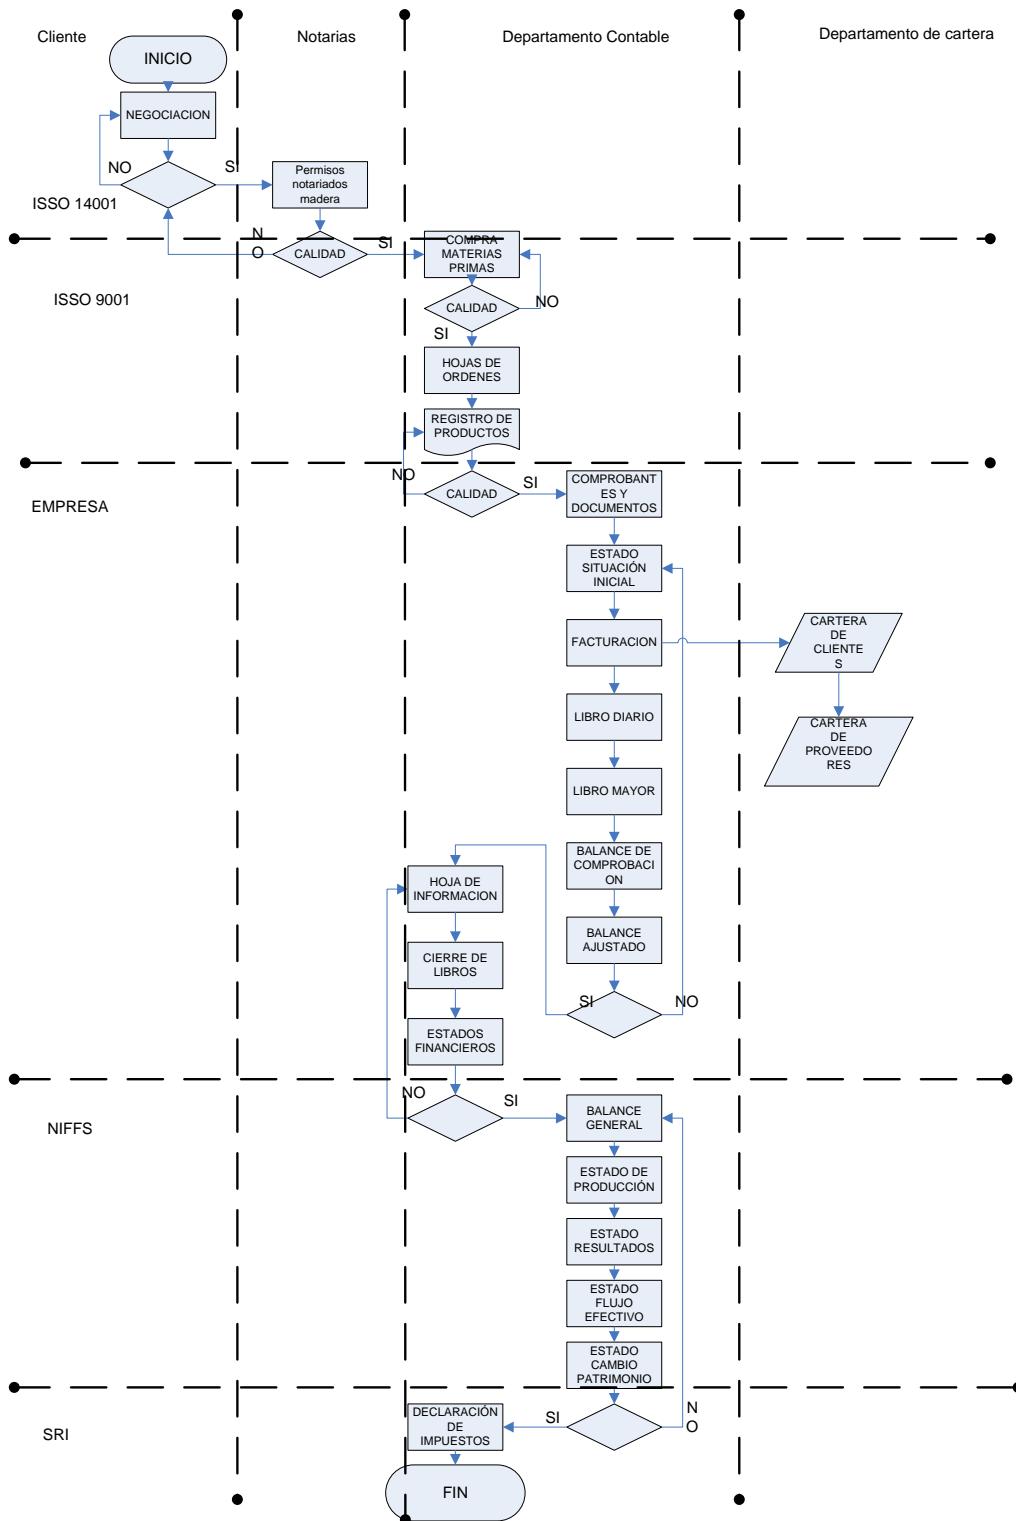 Cliente
Notarias
Departamento Contable
Departamento de cartera
INICIO
NEGOCIACION
NO
SI
Permisos
notariados
madera
ISSO 14001
N
O
CALIDAD
SI
COMPRA
MATERIAS
PRIMAS
ISSO 9001
CALIDAD
NO
SI
HOJAS DE
ORDENES
REGISTRO DE
PRODUCTOS
NO
CALIDAD
SI
COMPROBANT
ES Y
DOCUMENTOS
EMPRESA
ESTADO
SITUACIÓN
INICIAL
FACTURACION
CARTERA
DE
CLIENTE
S
LIBRO DIARIO
CARTERA
DE
PROVEEDO
RES
LIBRO MAYOR
BALANCE DE
COMPROBACI
ON
HOJA DE
INFORMACION
BALANCE
AJUSTADO
CIERRE DE
LIBROS
SI
NO
ESTADOS
FINANCIEROS
NO
SI
BALANCE
GENERAL
NIFFS
ESTADO DE
PRODUCCIÓN
ESTADO
RESULTADOS
ESTADO
FLUJO
EFECTIVO
ESTADO
CAMBIO
PATRIMONIO
DECLARACIÓN
DE
IMPUESTOS
SI
N
O
SRI
FIN